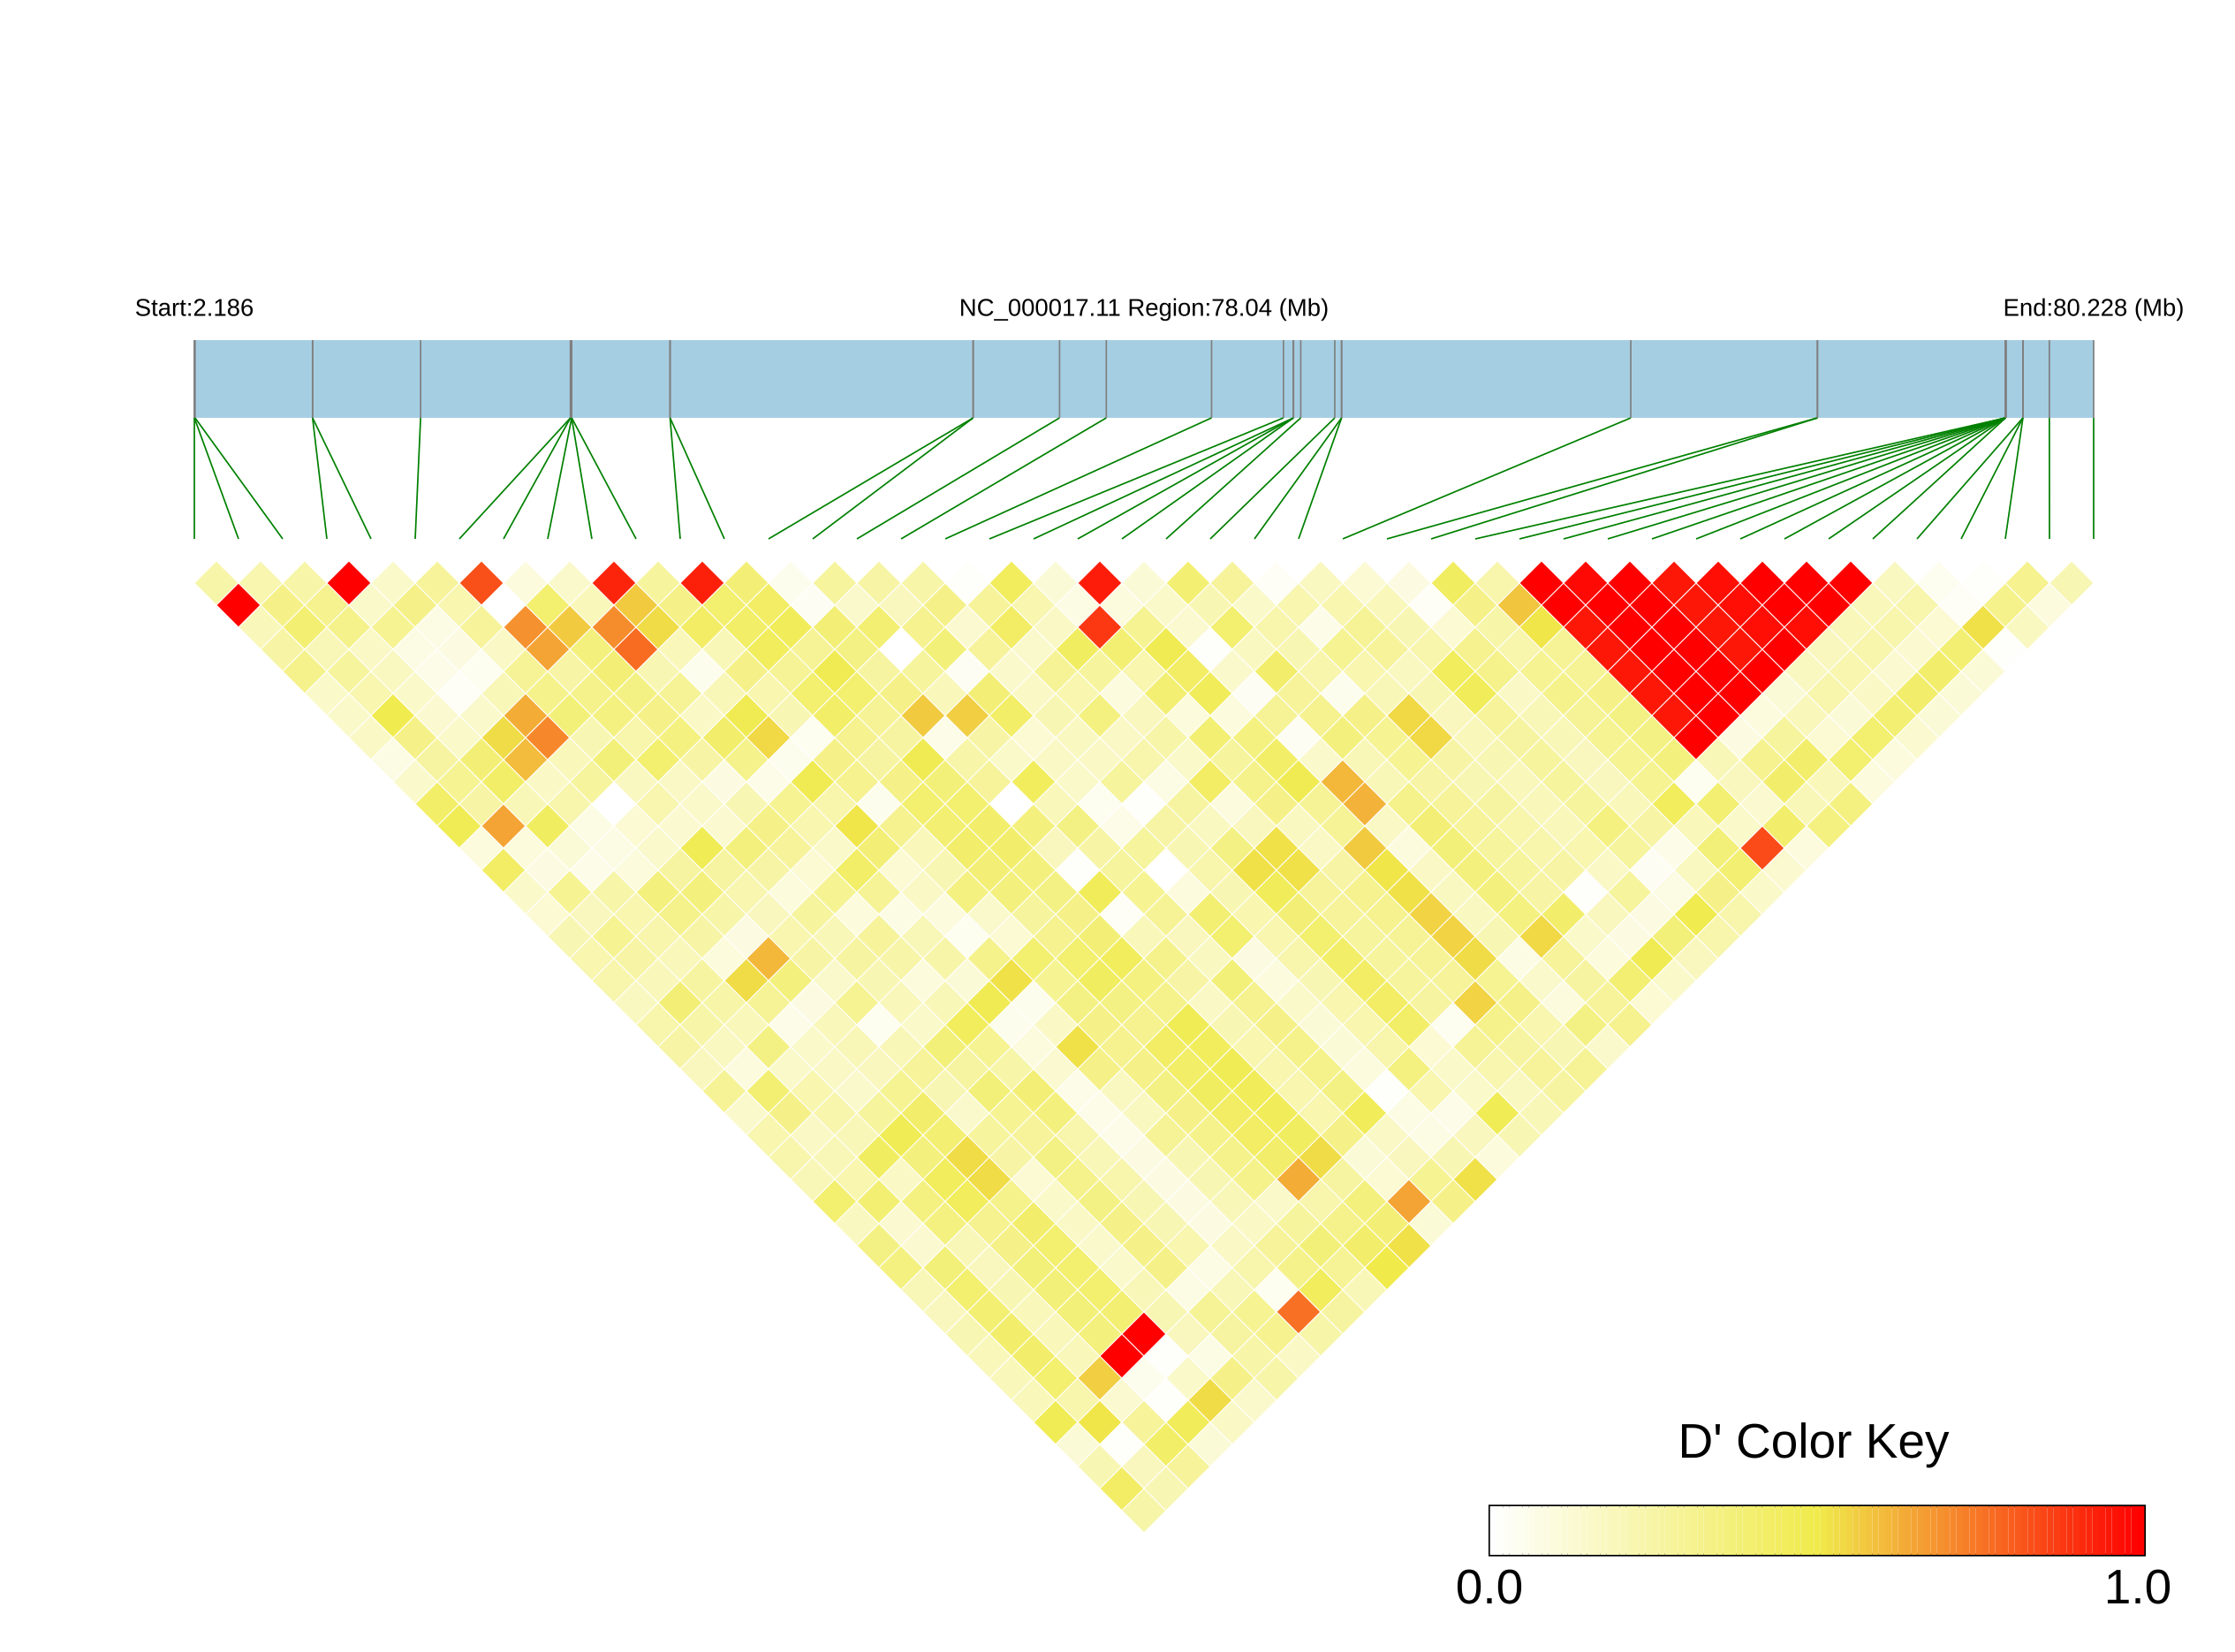 Start:2.186
NC_000017.11 Region:78.04 (Mb)
End:80.228 (Mb)
D' Color Key
0.0
1.0